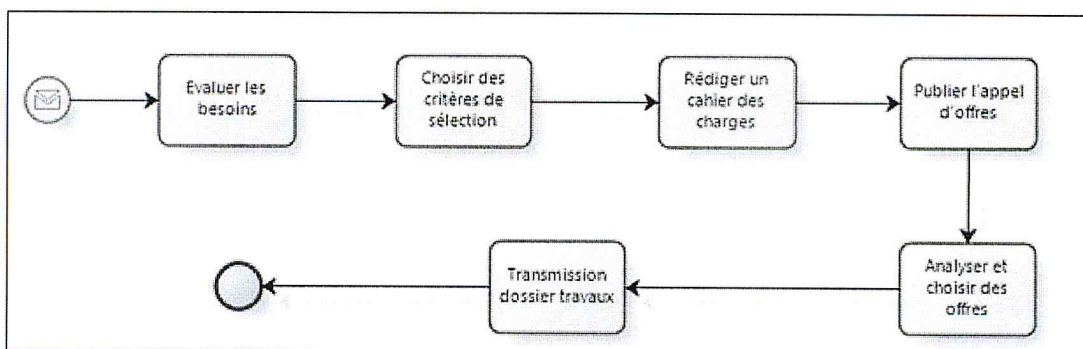 Evaluer les
besoins
Choisir des
critères de
sélection
Rédiger un
cahier des
charges
Publier l'appel
d'offres
Analyser et
choisir des
offres
Transmission
dossier travaux